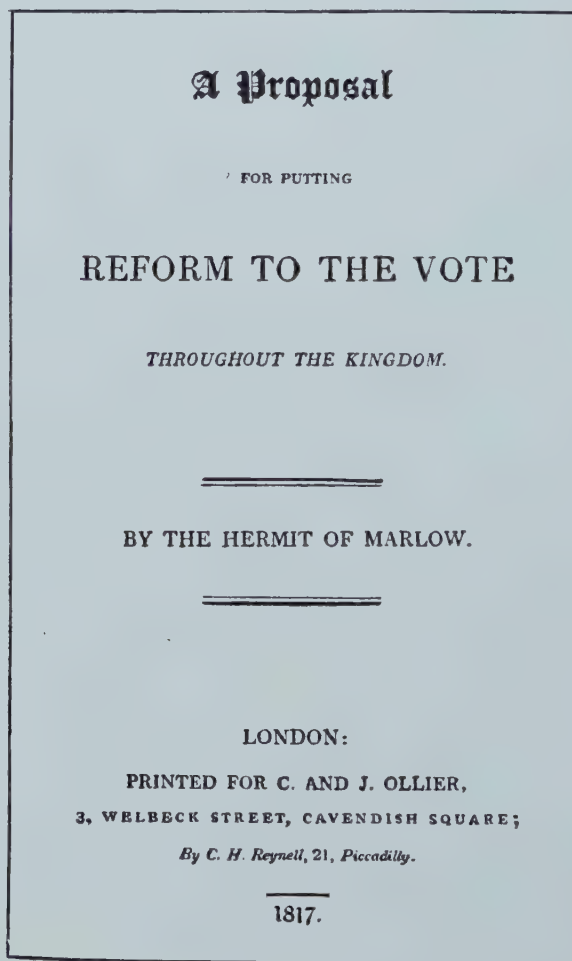 A Proposal
FOR PUTTING
REFORM TO THE VOTE
THROUGHOUT THE KINGDOM.
BY THE HERMIT OF MARLOW.
LONDON:
PRINTED FOR C. AND J. OLLIER,
3, WELBECK STREET, CAVENDISH SQUARE;
By C. H. Reynell, 21, Piccadilly.
1817.